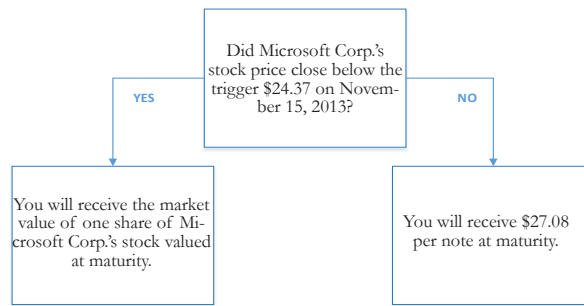 Did Microsoft Corp.'s
stock price close below the
trigger $24.37 on Novem-
ber 15, 2013?
YES
NO
You will receive the market
value of one share of Mi-
crosoft Corp.'s stock valued
at maturity.
You will receive $27.08
per note at maturity.